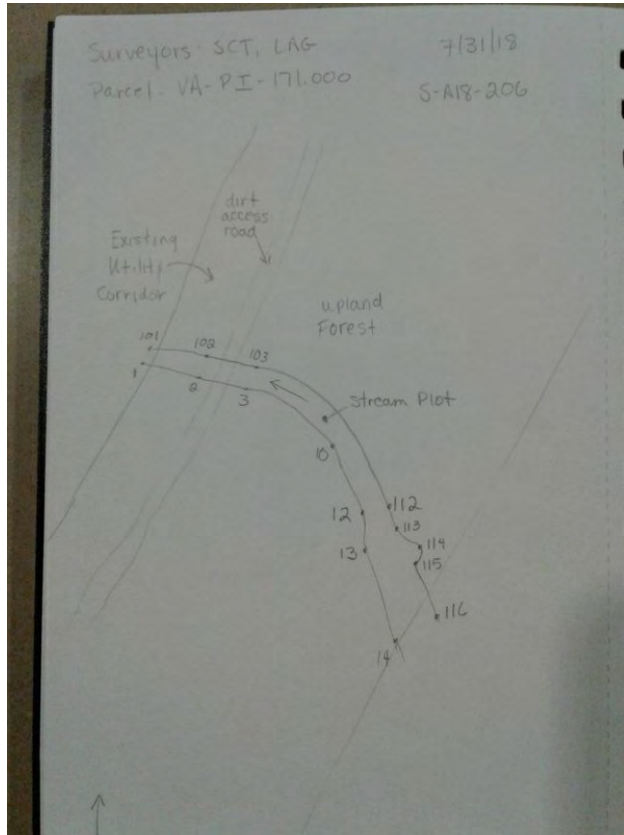 Surveyors- SCT, LAG 7/31/18
Parcel- VA-PI-171.000 S-A18-206
dirt
access
road
Existing
Utility
Corridor
upland
Forest
101
102
103
1
2
3
Stream Plot
10
112
12
113
114
13
115
116
14